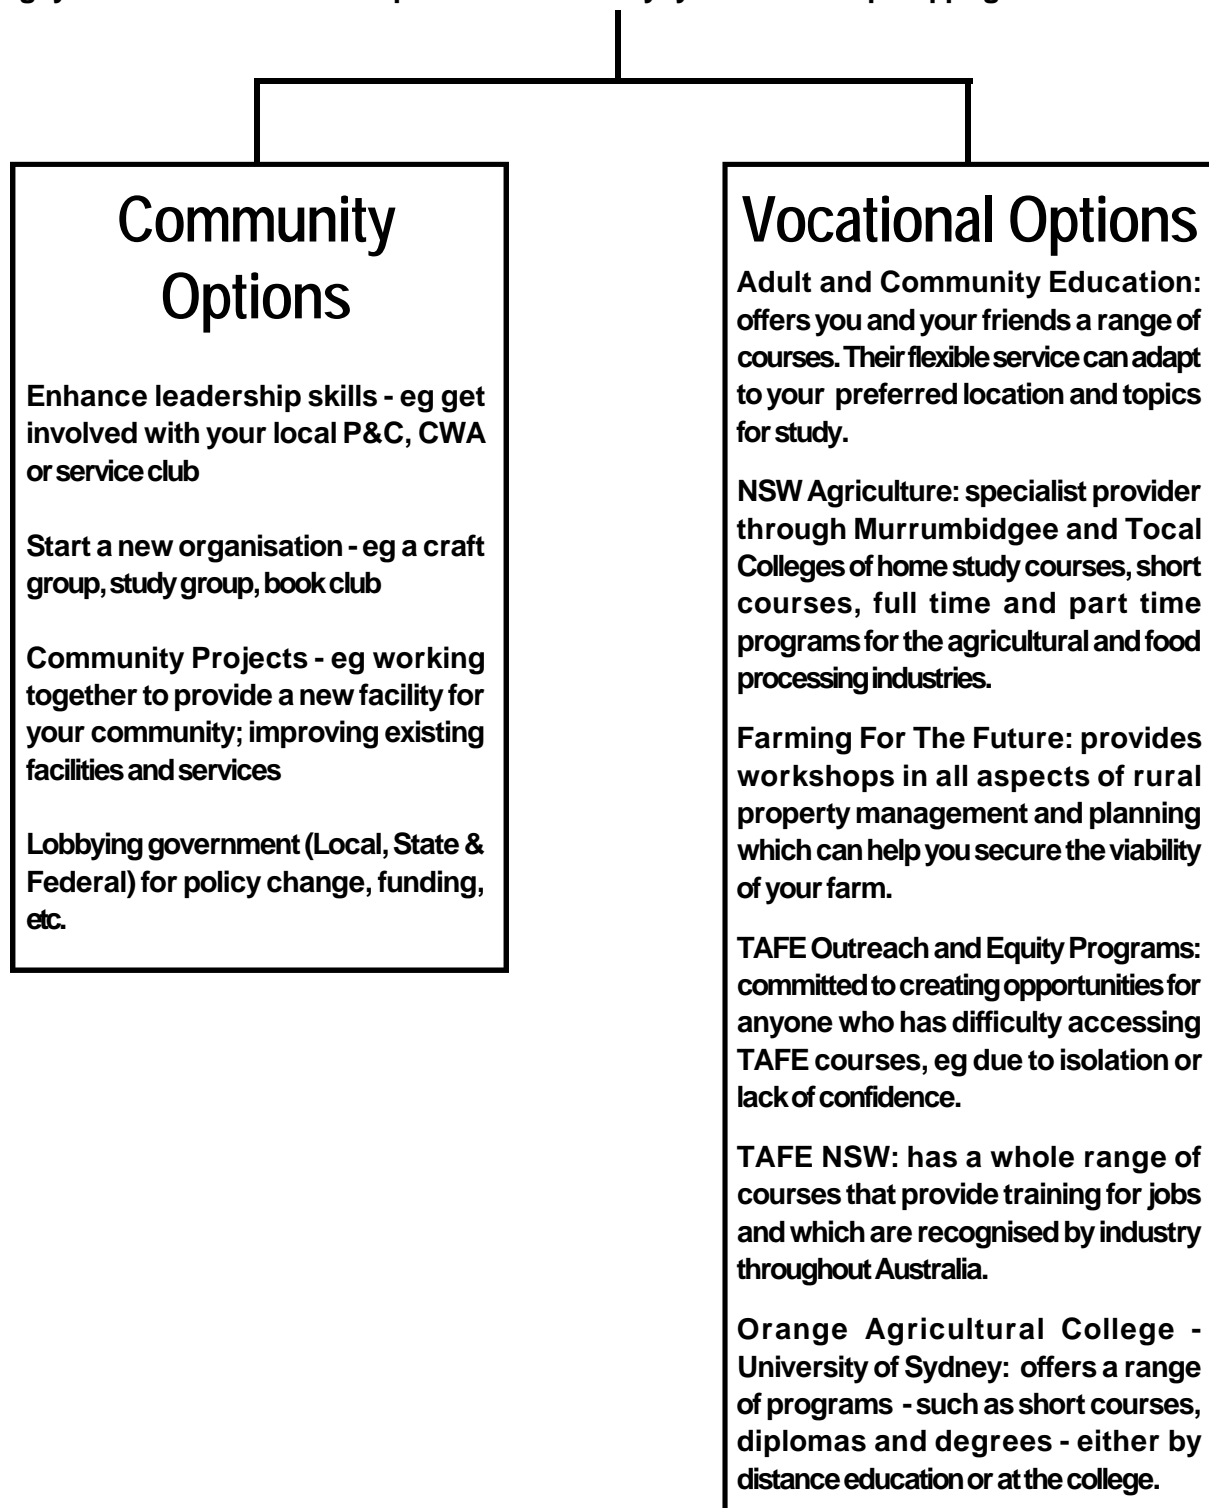 Community
Options
Enhance leadership skills - eg get
involved with your local P&C, CWA
or service club
Start a new organisation - eg a craft
group, study group, book club
Community Projects - eg working
together to provide a new facility for
your community; improving existing
facilities and services
Lobbying government (Local, State &
Federal) for policy change, funding,
etc.
Vocational Options
Adult and Community Education:
offers you and your friends a range of
courses. Their flexible service can adapt
to your preferred location and topics
for study.
NSW Agriculture: specialist provider
through Murrumbidgee and Tocal
Colleges of home study courses, short
courses, full time and part time
programs for the agricultural and food
processing industries.
Farming For The Future: provides
workshops in all aspects of rural
property management and planning
which can help you secure the viability
of your farm.
TAFE Outreach and Equity Programs:
committed to creating opportunities for
anyone who has difficulty accessing
TAFE courses, eg due to isolation or
lack of confidence.
TAFE NSW: has a whole range of
courses that provide training for jobs
and which are recognised by industry
throughout Australia.
Orange Agricultural College -
University of Sydney: offers a range
of programs - such as short courses,
diplomas and degrees - either by
distance education or at the college.